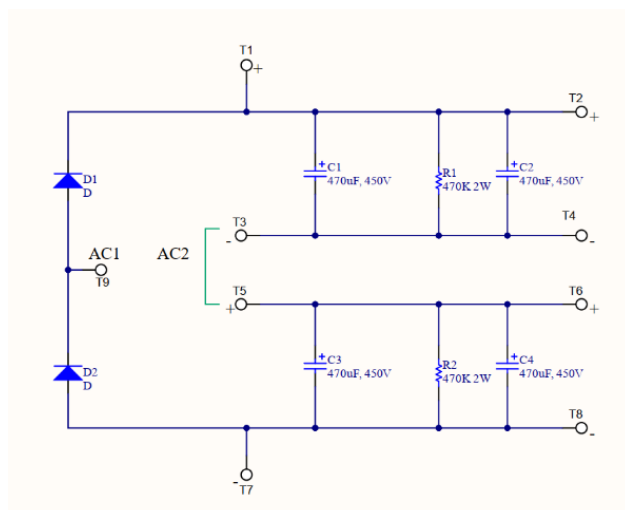 T1
+
T2
+
D1
D
+
C1
470uF, 450V
R1
470K 2W
+
C2
470uF, 450V
T3
-
T4
-
AC1
T9
AC2
T5
+
T6
+
D2
D
+
C3
470uF, 450V
R2
470K 2W
+
C4
470uF, 450V
T8
-
-
T7